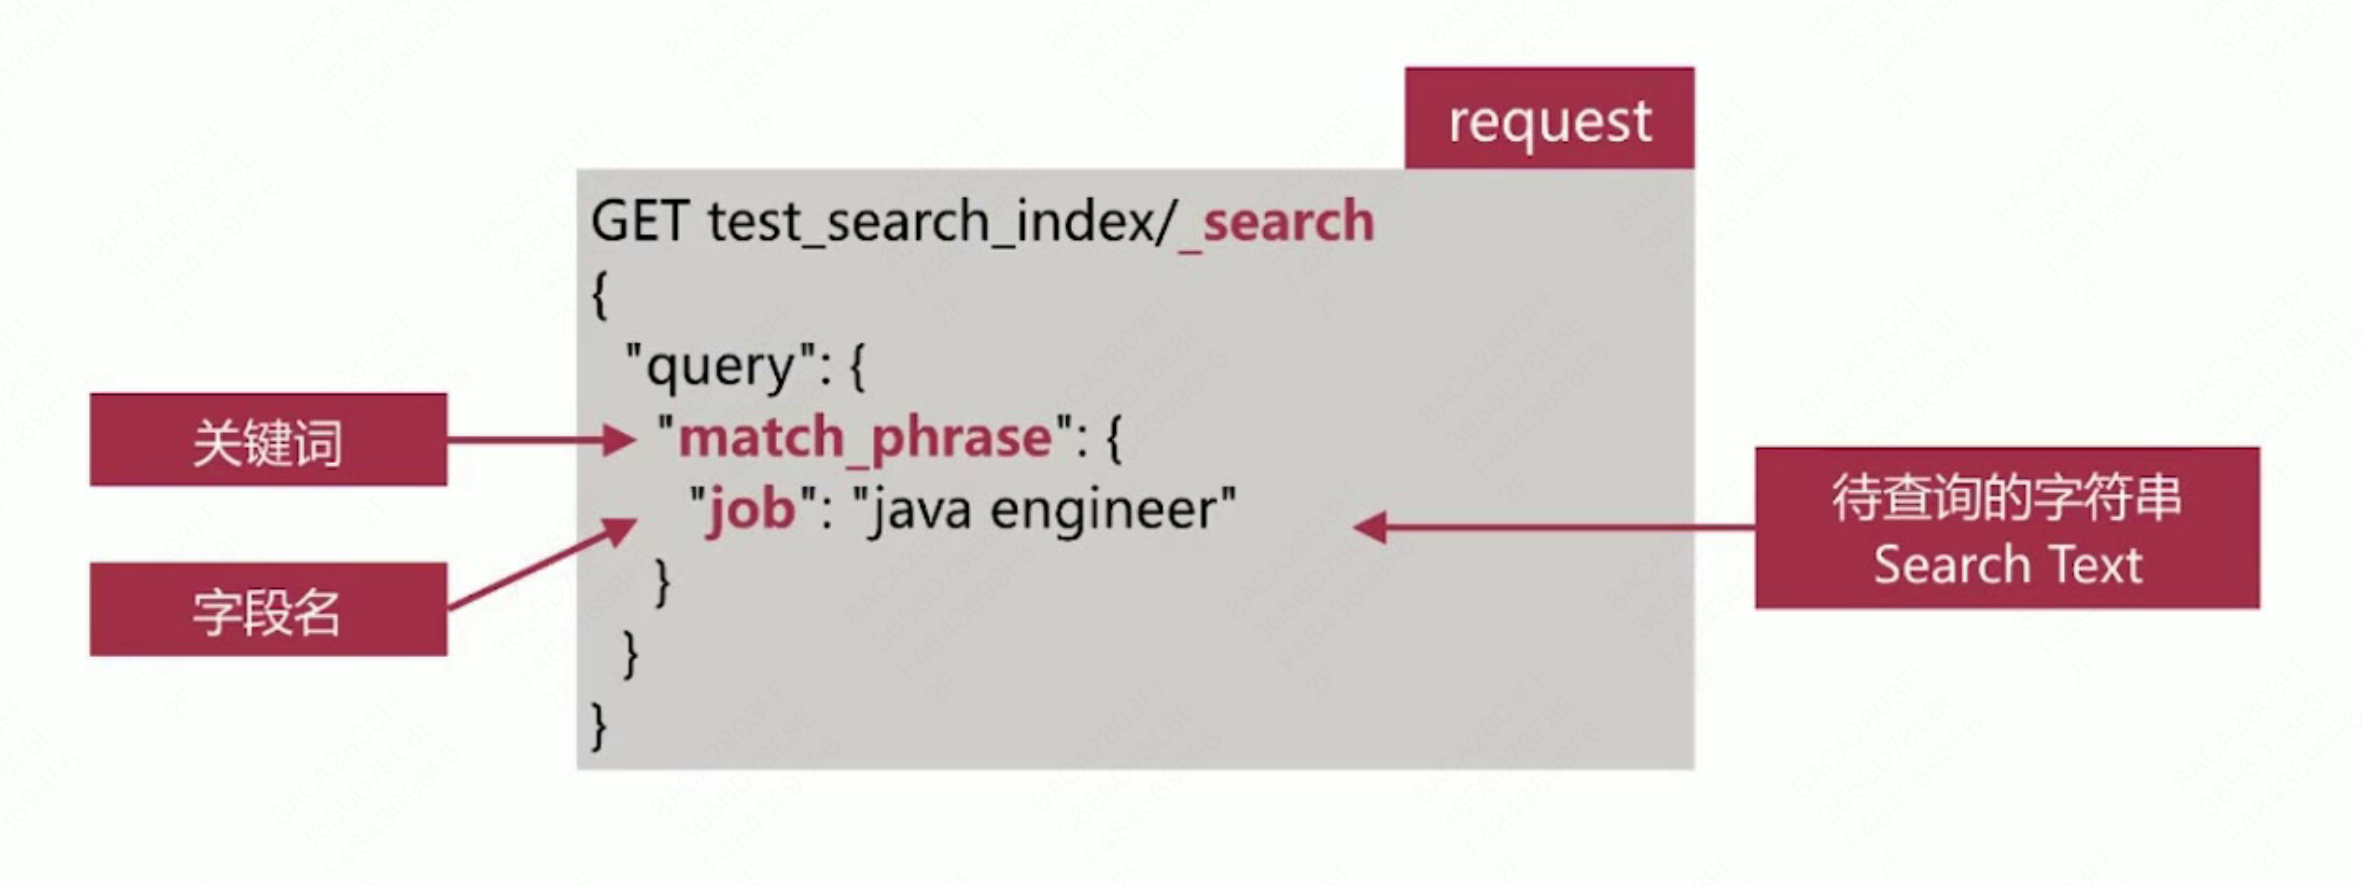 request
GET test_search_index/_search
{
"query": {
关键词
"match_phrase": {
字段名
"job": "java engineer"
待查询的字符串
Search Text
}
}
}